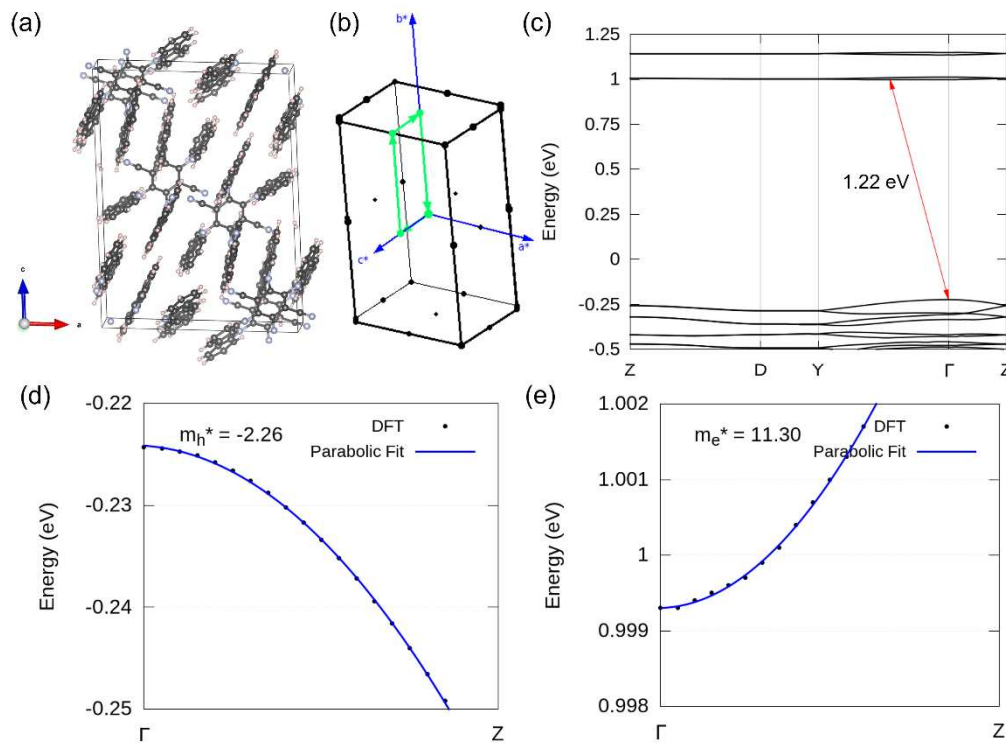 (a)
c
a
(b)
b*
a*
c*
(c)
Energy (eV)
1.25
1
0.75
0.5
0.25
0
-0.25
-0.5
1.22 eV
Z D Y Γ Z
(d)
Energy (eV)
-0.22
-0.23
-0.24
-0.25
mh* = -2.26
DFT
Parabolic Fit
Γ Z
(e)
Energy (eV)
1.002
1.001
1
0.999
0.998
me* = 11.30
DFT
Parabolic Fit
Γ Z